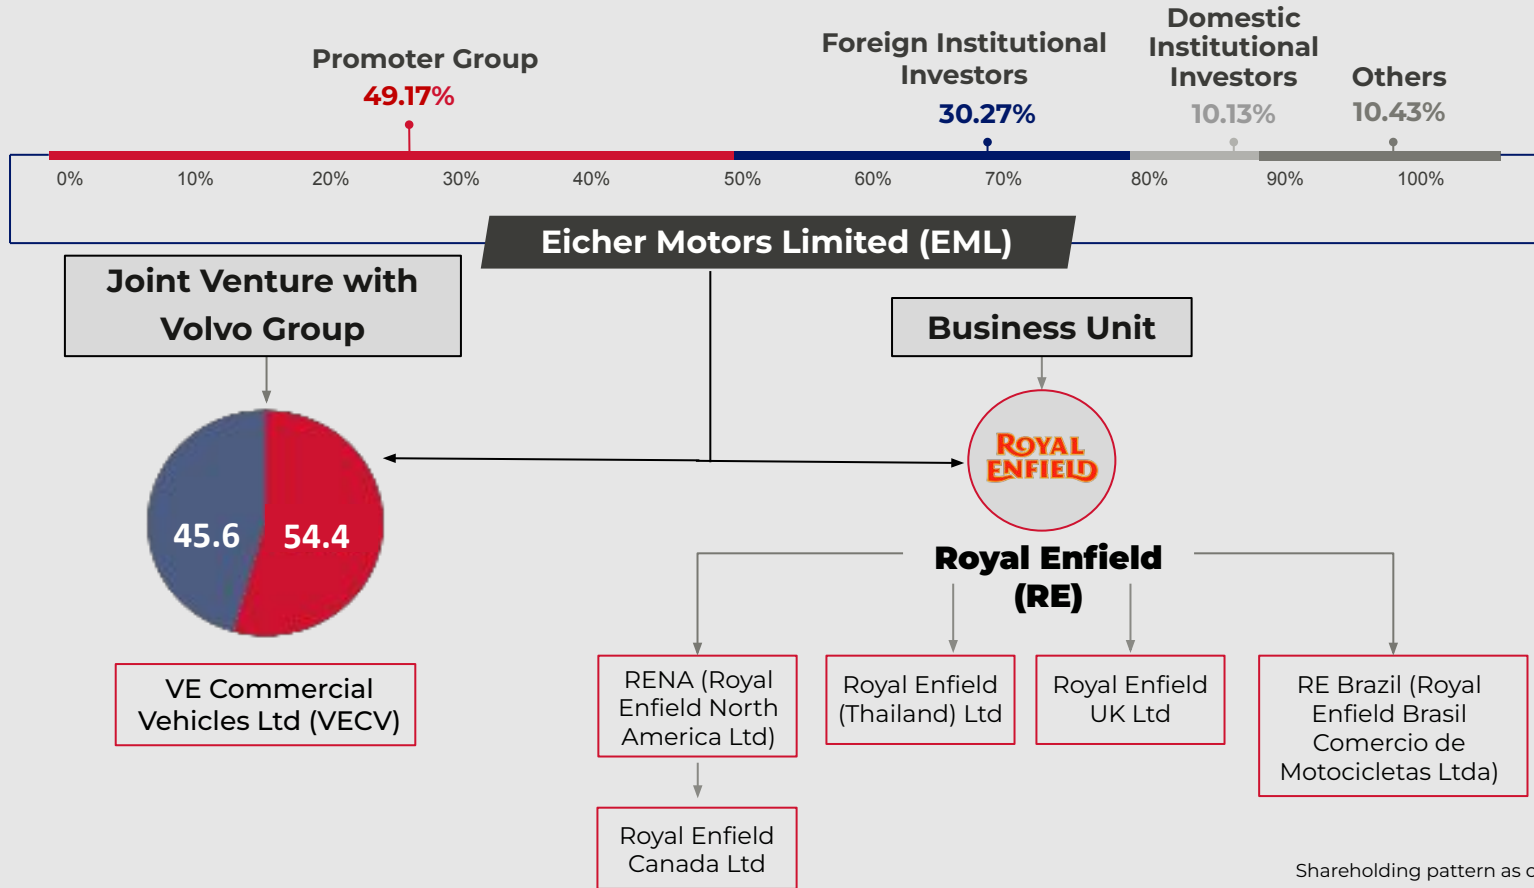 Promoter Group
49.17%
Foreign Institutional
Investors
30.27%
Domestic
Institutional
Investors
10.13%
Others
10.43%
0%
10%
20%
30%
40%
50%
60%
70%
80%
90%
100%
Eicher Motors Limited (EML)
Joint Venture with
Volvo Group
Business Unit
45.6
54.4
ROYAL
ENFIELD
Royal Enfield
(RE)
VE Commercial
Vehicles Ltd (VECV)
RENA (Royal
Enfield North
America Ltd)
Royal Enfield
(Thailand) Ltd
Royal Enfield
UK Ltd
RE Brazil (Royal
Enfield Brasil
Comercio de
Motocicletas Ltda)
Royal Enfield
Canada Ltd
Shareholding pattern as